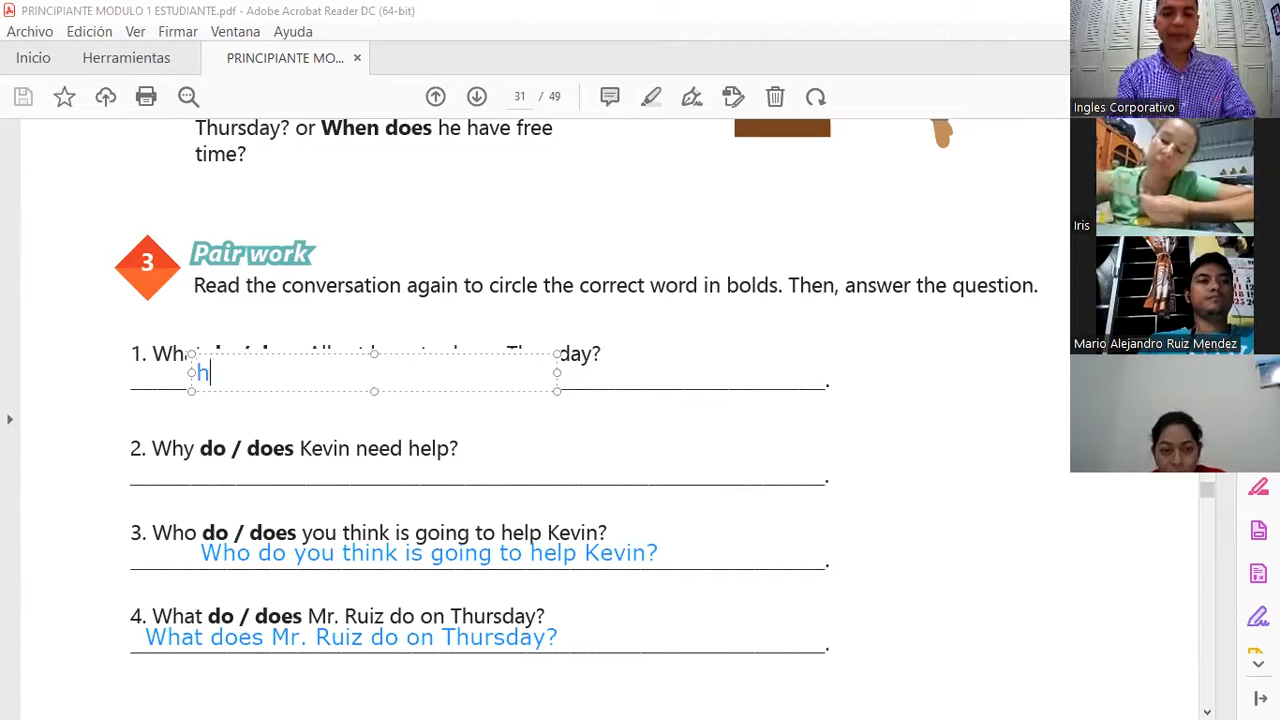 PRINCIPIANTE MODULO 1 ESTUDIANTE.pdf - Adobe Acrobat Reader DC (64-bit)
Archivo Edición Ver Firmar Ventana Ayuda
Inicio Herramientas PRINCIPIANTE MO... ×
31 / 49
Thursday? or When does he have free
time?
3 Pair work
Read the conversation again to circle the correct word in bolds. Then, answer the question.
1. What day?
h
2. Why do / does Kevin need help?
3. Who do / does you think is going to help Kevin?
Who do you think is going to help Kevin?
4. What do / does Mr. Ruiz do on Thursday?
What does Mr. Ruiz do on Thursday?
Ingles Corporativo
Iris
Mario Alejandro Ruiz Mendez